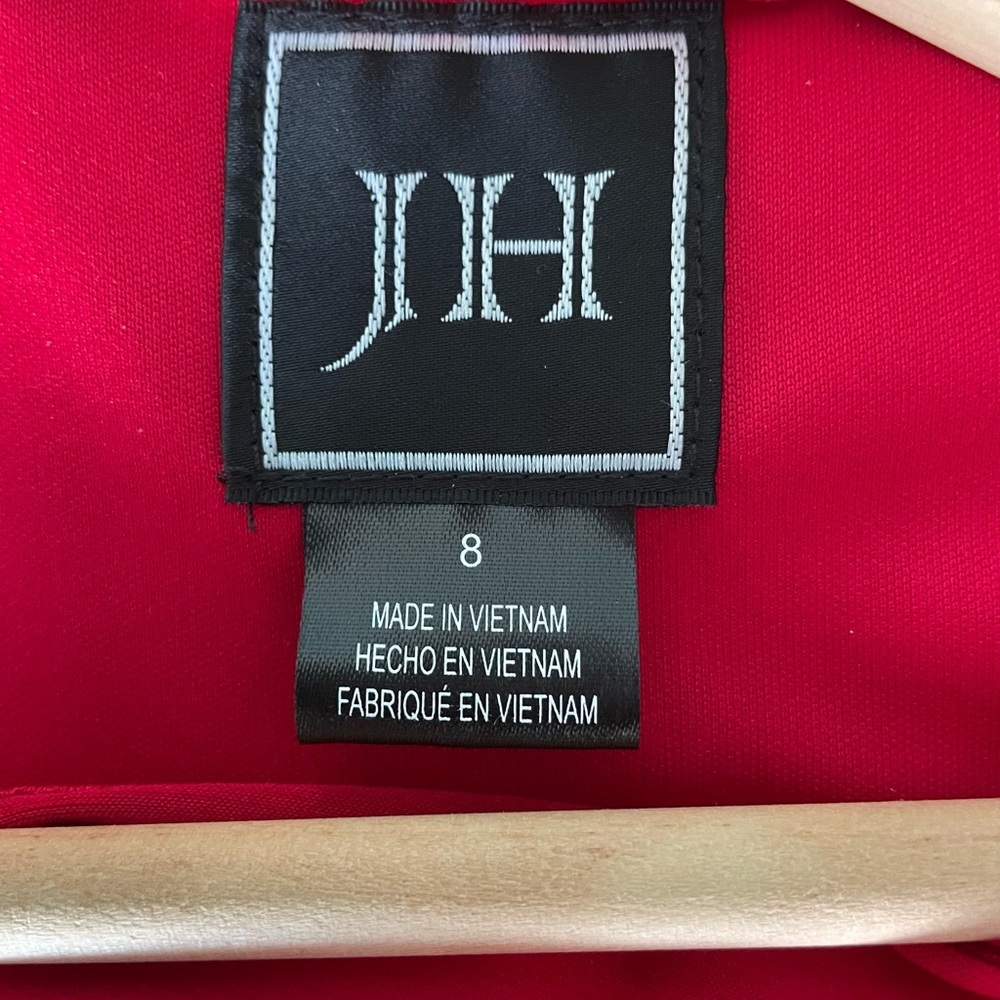 JH
8
MADE IN VIETNAM
HECHO EN VIETNAM
FABRIQUÉ EN VIETNAM